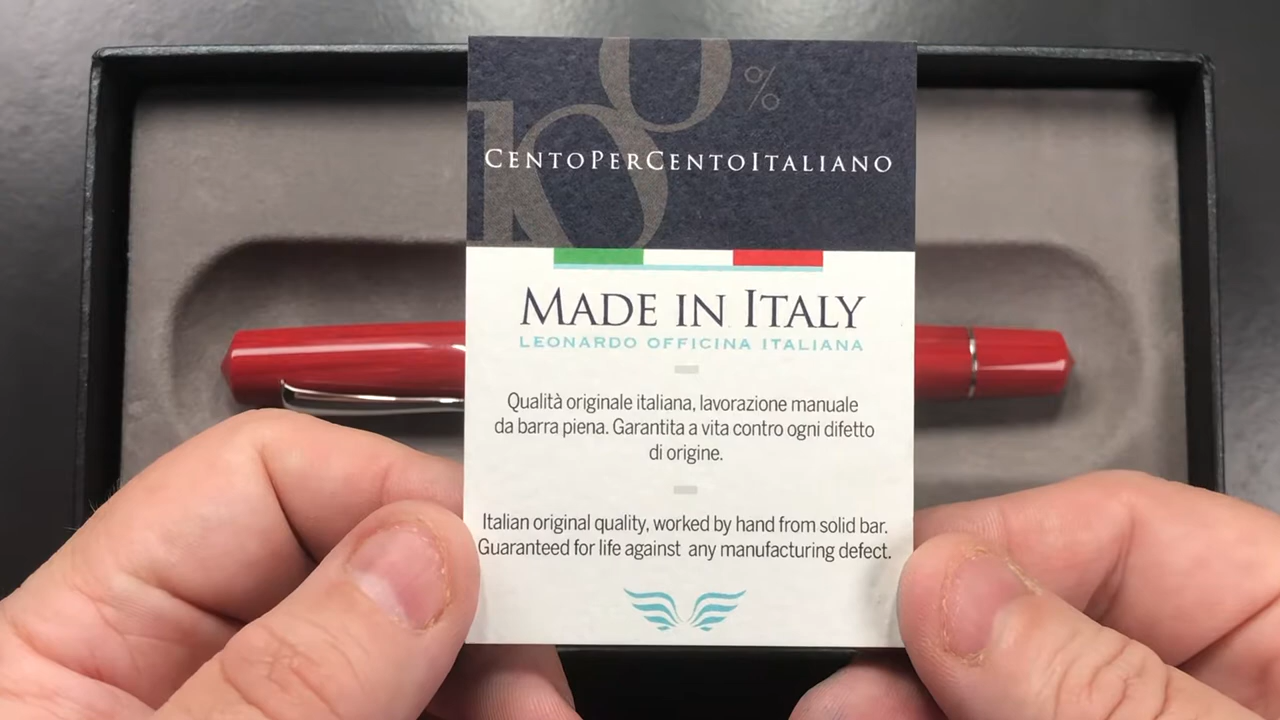 100%
CENTOPERCENTOITALIANO
MADE IN ITALY
LEONARDO OFFICINA ITALIANA
Qualità originale italiana, lavorazione manuale
da barra piena. Garantita a vita contro ogni difetto
di origine.
Italian original quality, worked by hand from solid bar.
Guaranteed for life against any manufacturing defect.